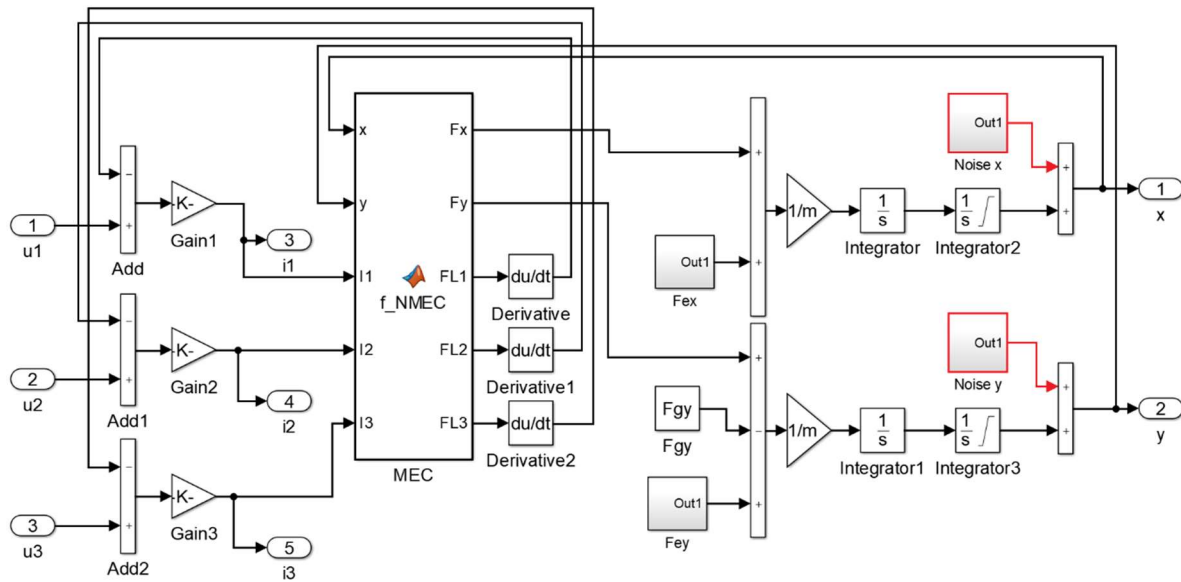 1
u1
−
+
Add
-K-
Gain1
3
i1
2
u2
−
+
Add1
-K-
Gain2
4
i2
3
u3
−
+
Add2
-K-
Gain3
5
i3
x
y
I1
I2
I3
f_NMEC
Fx
Fy
FL1
FL2
FL3
MEC
du/dt
Derivative
du/dt
Derivative1
du/dt
Derivative2
Out1
Fex
+
+
1/m
1
s
Integrator
1
s
Integrator2
Out1
Noise x
+
+
1
x
Fgy
Fgy
Out1
Fey
+
−
+
1/m
1
s
Integrator1
1
s
Integrator3
Out1
Noise y
+
+
2
y